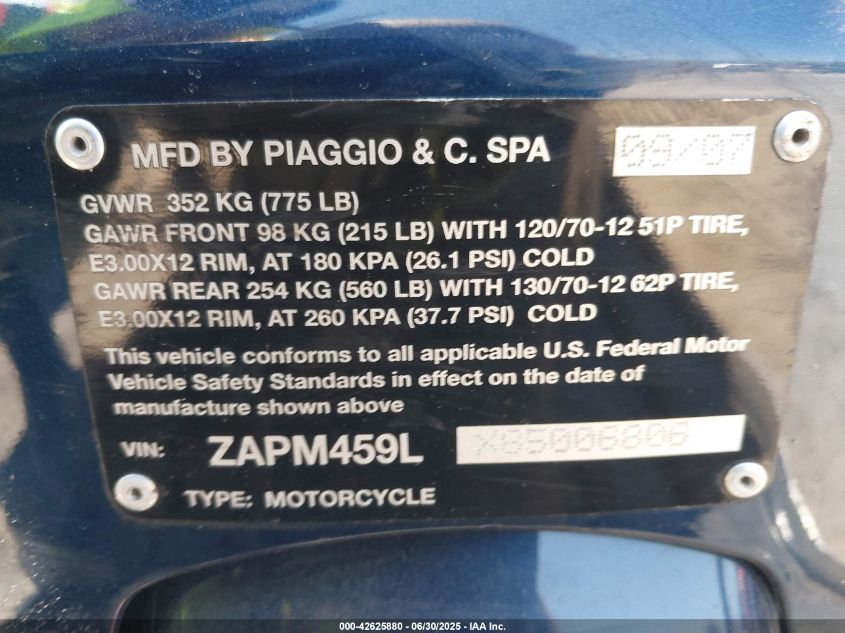 MFD BY PIAGGIO & C. SPA 09/07
GVWR 352 KG (775 LB)
GAWR FRONT 98 KG (215 LB) WITH 120/70-12 51P TIRE,
E3.00X12 RIM, AT 180 KPA (26.1 PSI) COLD
GAWR REAR 254 KG (560 LB) WITH 130/70-12 62P TIRE,
E3.00X12 RIM, AT 260 KPA (37.7 PSI) COLD
This vehicle conforms to all applicable U.S. Federal Motor
Vehicle Safety Standards in effect on the date of
manufacture shown above
VIN: ZAPM459L X85006806
TYPE: MOTORCYCLE
000-42625880 - 06/30/2025 - IAA Inc.